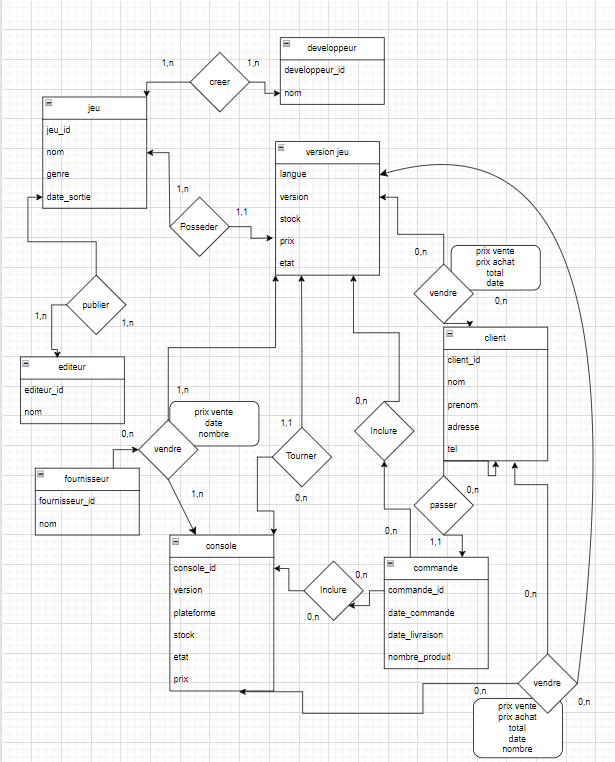 developpeur
developpeur_id
nom
1,n
1,n
creer
jeu
jeu_id
nom
genre
date_sortie
version jeu
langue
version
stock
prix
etat
1,n
1,1
Posseder
0,n
prix vente
prix achat
total
date
vendre
0,n
publier
1,n
1,n
client
client_id
nom
prenom
adresse
tel
editeur
editeur_id
nom
1,n
0,n
prix vente
date
nombre
0,n
vendre
1,1
Inclure
Tourner
fournisseur
fournisseur_id
nom
1,n
0,n
0,n
passer
0,n
1,1
console
console_id
version
plateforme
stock
etat
prix
0,n
Inclure
0,n
commande
commande_id
date_commande
date_livraison
nombre_produit
0,n
vendre
0,n
0,n
prix vente
prix achat
total
date
nombre